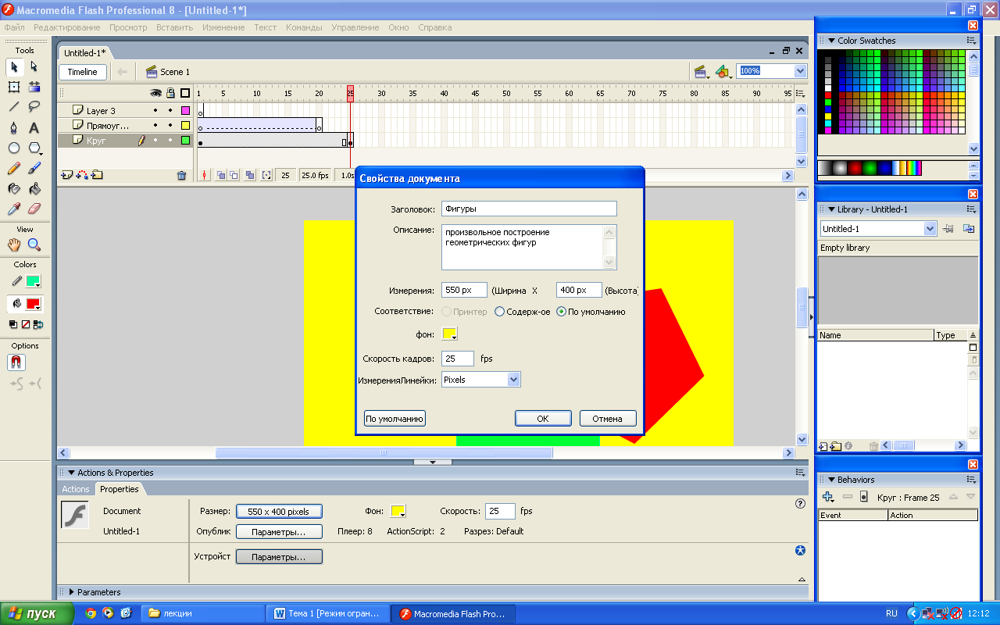 Macromedia Flash Professional 8 - [Untitled-1*]
Файл Редактирование Просмотр Вставить Изменение Текст Команды Управление Окно Справка
Tools
View
Colors
Options
Untitled-1*
Timeline
Scene 1
100%
1 5 10 15 20 25 30 35 40 45 50 55 60 65 70 75 80 85 90 95
Layer 3
Прямоуг...
Круг
25 25.0 fps 1.0s
Свойства документа
Заголовок: Фигуры
Описание: произвольное построение
геометрических фигур
Измерения: 550 px (Ширина X 400 px (Высота)
Соответствие: Принтер Содерж-ое По умолчанию
фон:
Скорость кадров: 25 fps
ИзмеренияЛинейки: Pixels
По умолчанию OK Отмена
Color Swatches
Library - Untitled-1
Untitled-1
Empty library
Name Type
Behaviors
Круг : Frame 25
Event Action
Actions & Properties
Actions Properties
Document Размер: 550 x 400 pixels Фон: Скорость: 25 fps
Untitled-1 Опублик Параметры... Плеер: 8 ActionScript: 2 Разрез: Default
Устройст Параметры...
Parameters
пуск лекции Тема 1 [Режим огран... Macromedia Flash Pro... RU 12:12